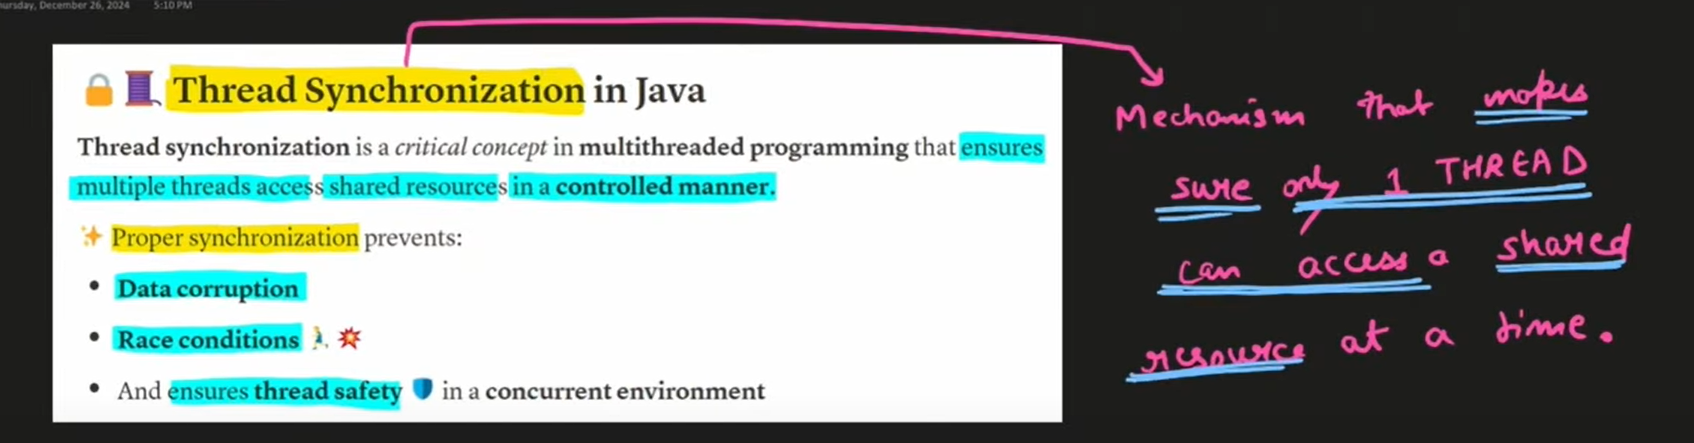 hursday, December 26, 2024 5:10 PM
Thread Synchronization in Java
Thread synchronization is a critical concept in multithreaded programming that ensures
multiple threads access shared resources in a controlled manner.
Proper synchronization prevents:
• Data corruption
• Race conditions
• And ensures thread safety in a concurrent environment
Mechanism that makes
sure only 1 THREAD
can access a shared
resource at a time.